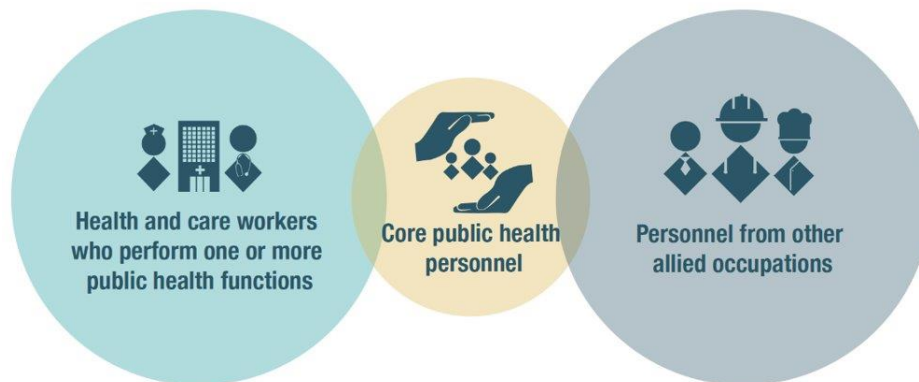 Health and care workers
who perform one or more
public health functions
Core public health
personnel
Personnel from other
allied occupations